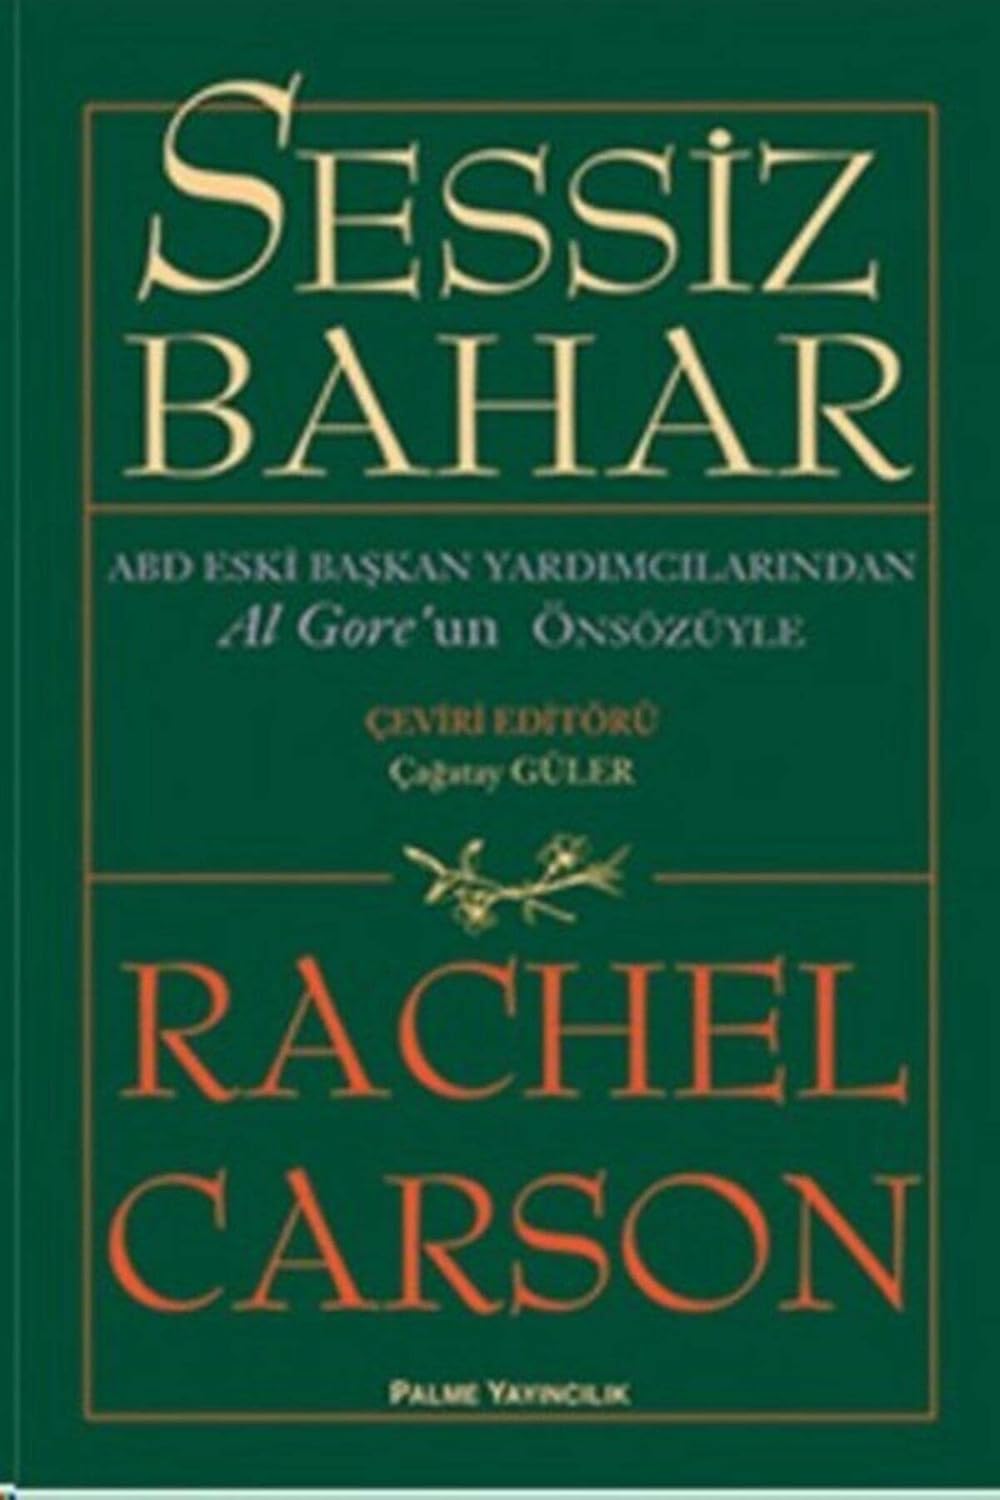 SESSİZ
BAHAR
ABD ESKİ BAŞKAN YARDIMCILARINDAN
Al Gore'un ÖNSÖZÜYLE
ÇEVİRİ EDİTÖRÜ
Çağatay GÜLER
RACHEL
CARSON
PALME YAYINCILIK